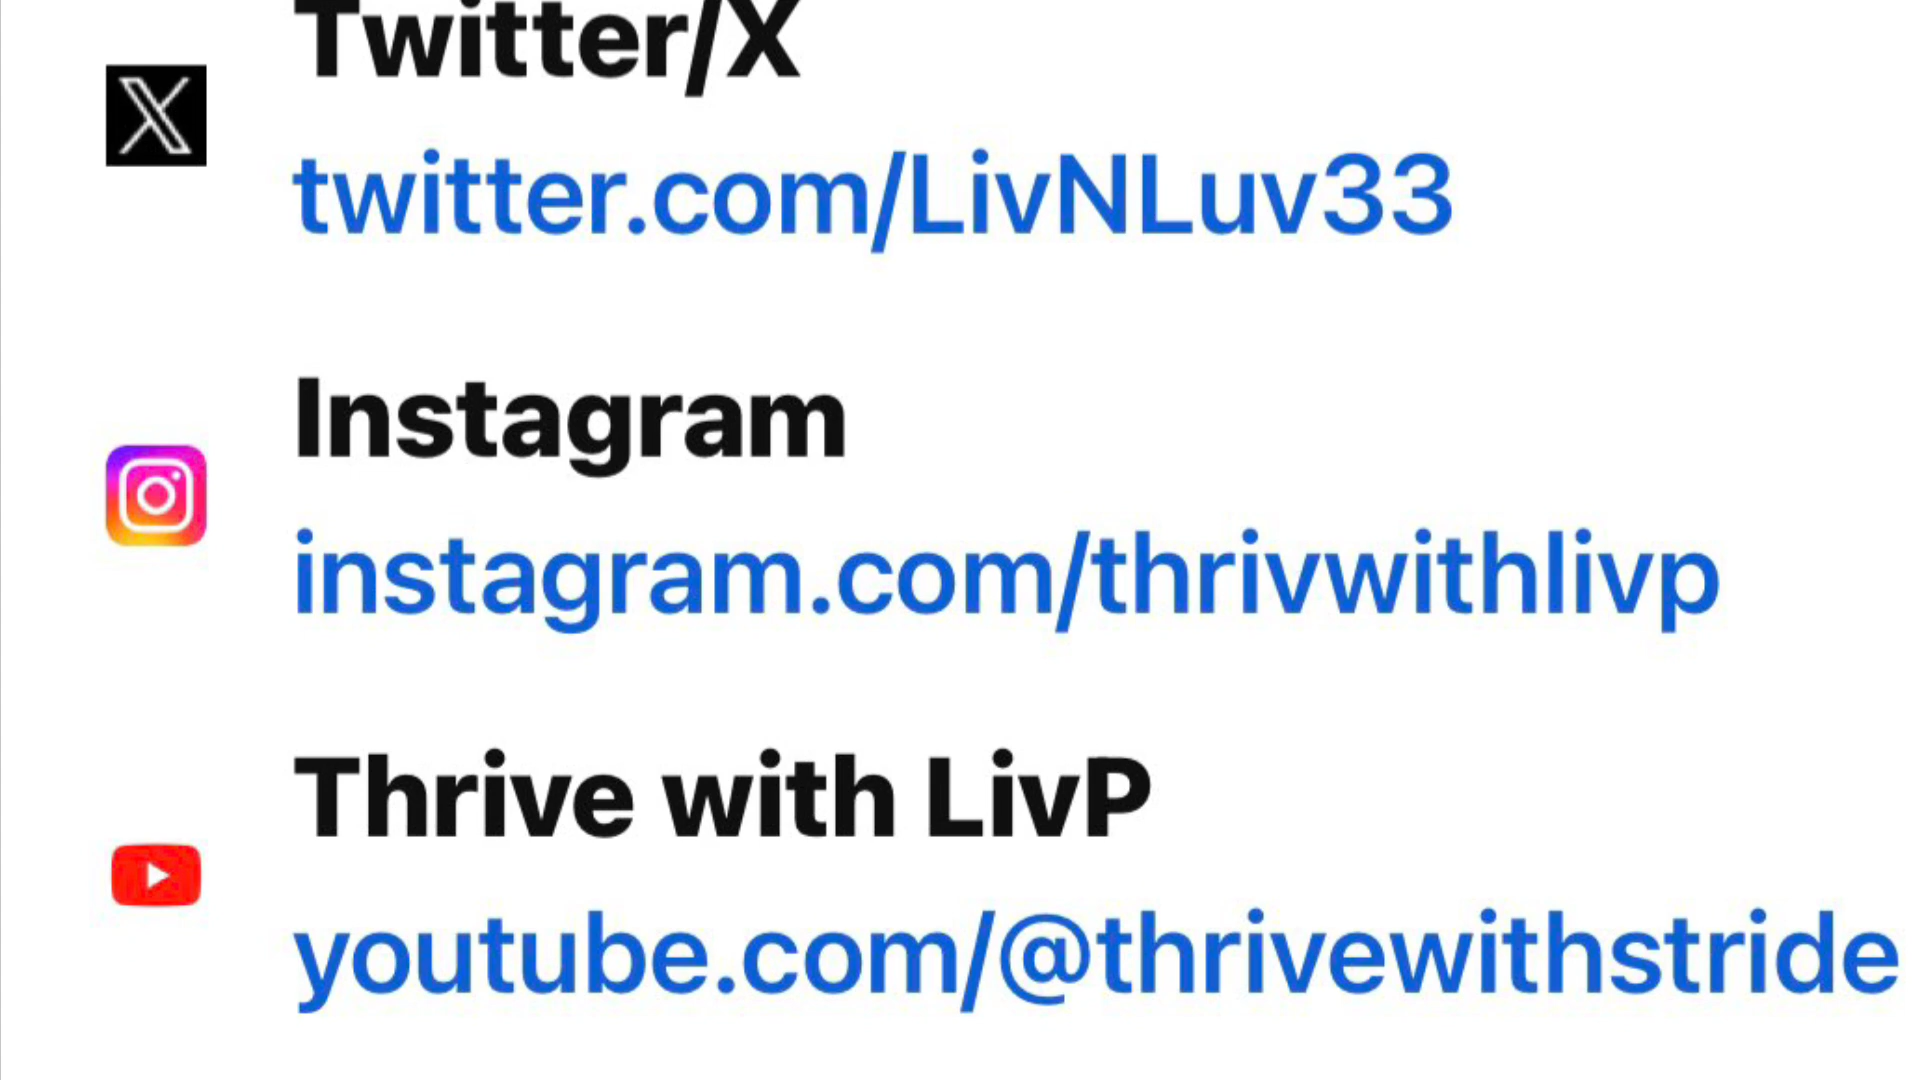 Twitter/X
twitter.com/LivNLuv33
Instagram
instagram.com/thrivwithlivp
Thrive with LivP
youtube.com/@thrivewithstride